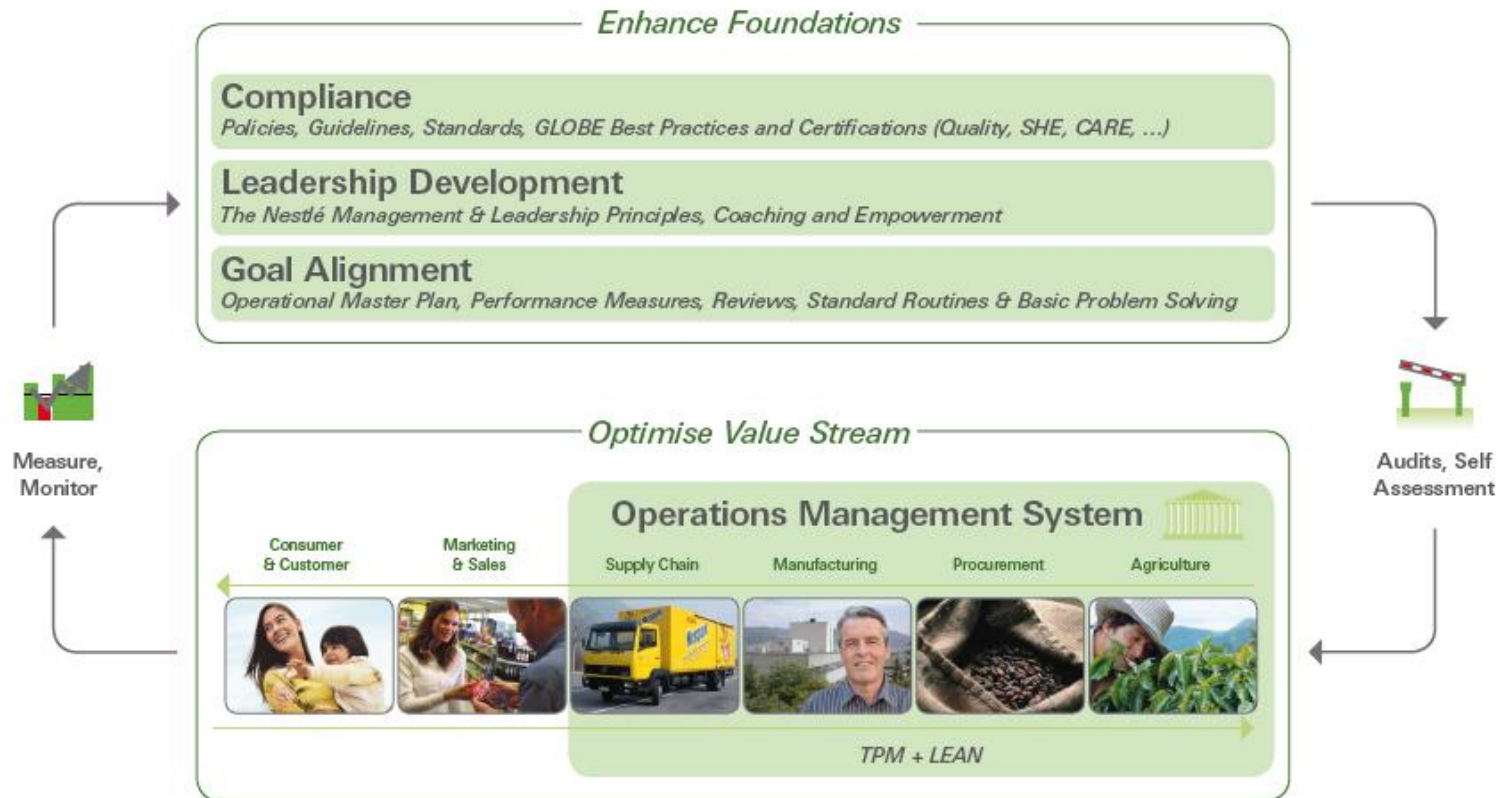 Enhance Foundations
Compliance
Policies, Guidelines, Standards, GLOBE Best Practices and Certifications (Quality, SHE, CARE, ...)
Leadership Development
The Nestlé Management & Leadership Principles, Coaching and Empowerment
Goal Alignment
Operational Master Plan, Performance Measures, Reviews, Standard Routines & Basic Problem Solving
Measure,
Monitor
Audits, Self
Assessment
Optimise Value Stream
Operations Management System
Consumer
& Customer
Marketing
& Sales
Supply Chain
Manufacturing
Procurement
Agriculture
TPM + LEAN